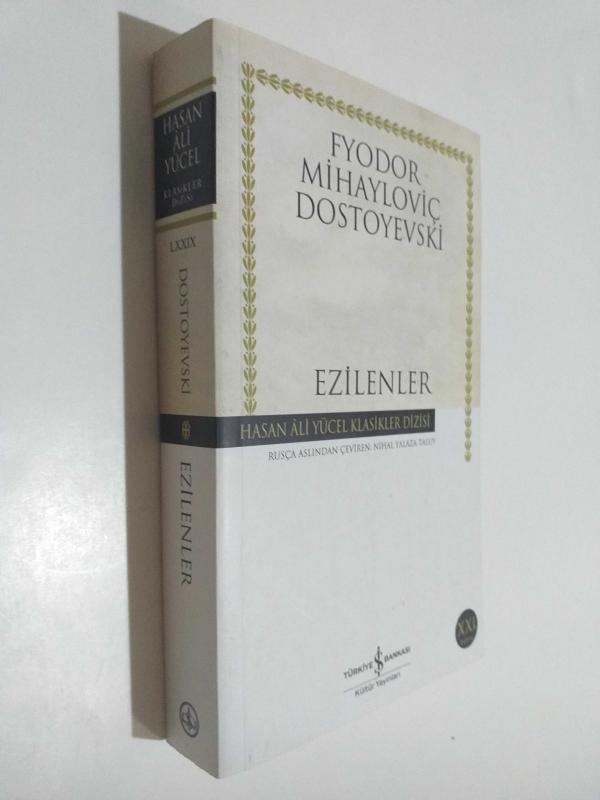 HASAN
ÂLİ
YÜCEL
KLASİKLER
DİZİSİ
LXXIX
DOSTOYEVSKİ
EZİLENLER
FYODOR
MİHAYLOVİÇ
DOSTOYEVSKİ
EZİLENLER
HASAN ÂLİ YÜCEL KLASİKLER DİZİSİ
RUSÇA ASLINDAN ÇEVİREN: NİHAL YALAZA TALUY
XXI
TÜRKİYE İŞ BANKASI
Kültür Yayınları